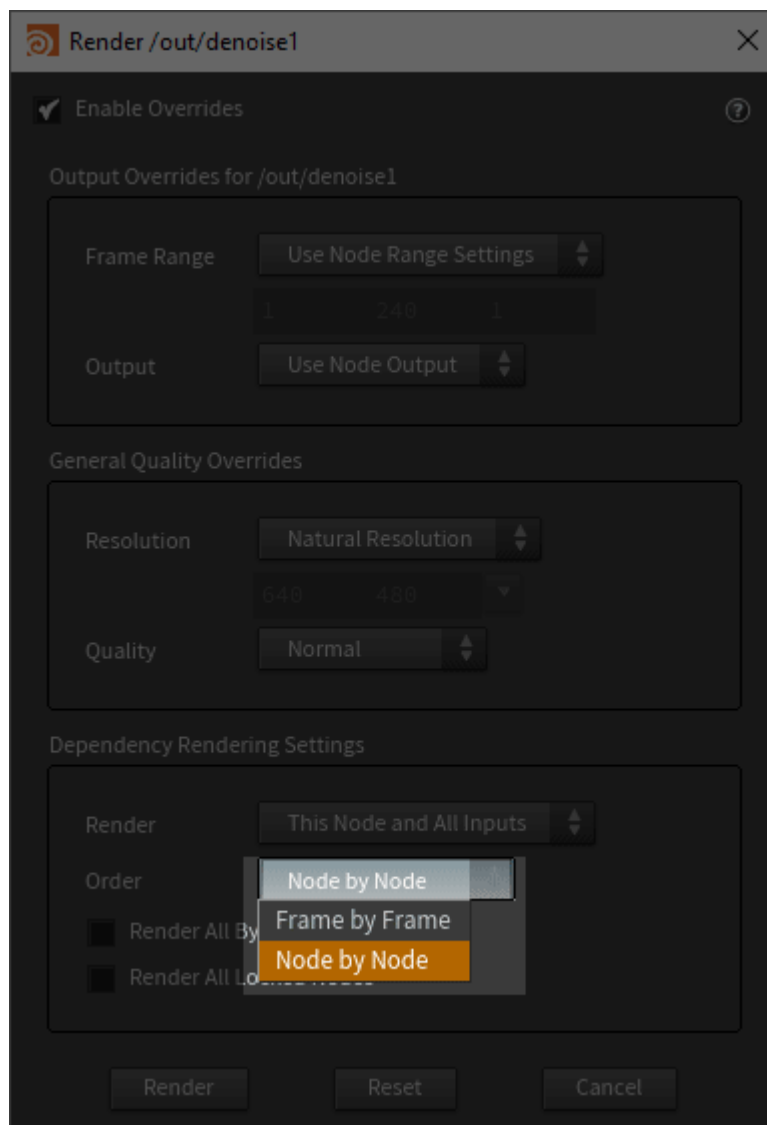 Render /out/denoise1
Enable Overrides
Output Overrides for /out/denoise1
Frame Range Use Node Range Settings
1 240 1
Output Use Node Output
General Quality Overrides
Resolution Natural Resolution
640 480
Quality Normal
Dependency Rendering Settings
Render This Node and All Inputs
Order Node by Node
Frame by Frame
Render All By
Node by Node
Render All Locked Nodes
Render Reset Cancel